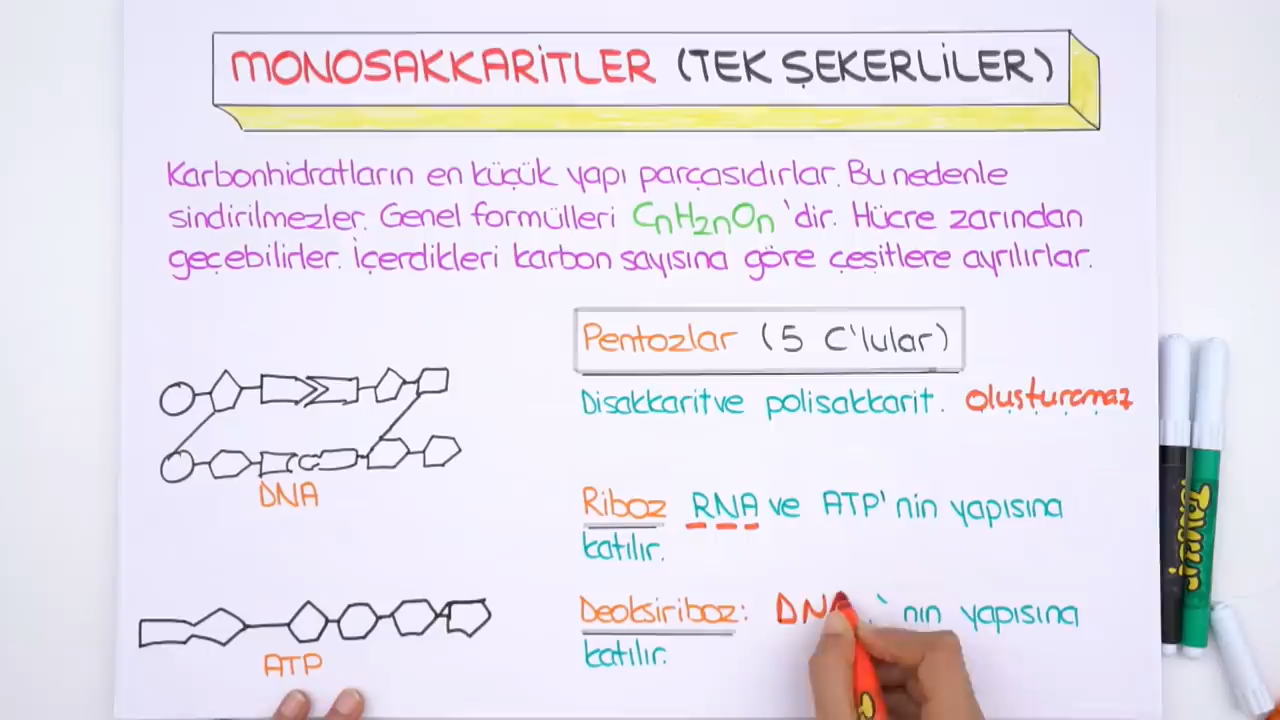 MONOSAKKARİTLER (TEK ŞEKERLİLER)
Karbonhidratların en küçük yapı parçasıdırlar. Bu nedenle
sindirilmezler. Genel formülleri CnH2nOn 'dir. Hücre zarından
geçebilirler. İçerdikleri karbon sayısına göre çeşitlere ayrılırlar.
Pentozlar (5 C'lular)
Disakkarit ve polisakkarit. oluşturamaz
DNA
Riboz RNA ve ATP' nin yapısına
katılır.
Deoksiriboz: DNA 'nın yapısına
katılır.
ATP